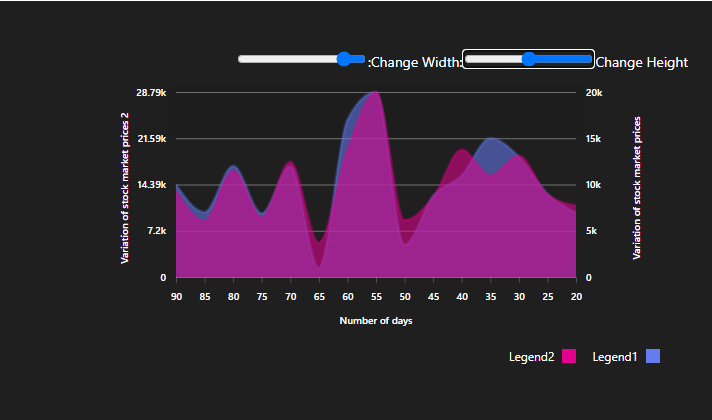 :Change Width:
Change Height
28.79k
21.59k
14.39k
7.2k
0
Variation of stock market prices 2
20k
15k
10k
5k
0
Variation of stock market prices
90 85 80 75 70 65 60 55 50 45 40 35 30 25 20
Number of days
Legend2 Legend1